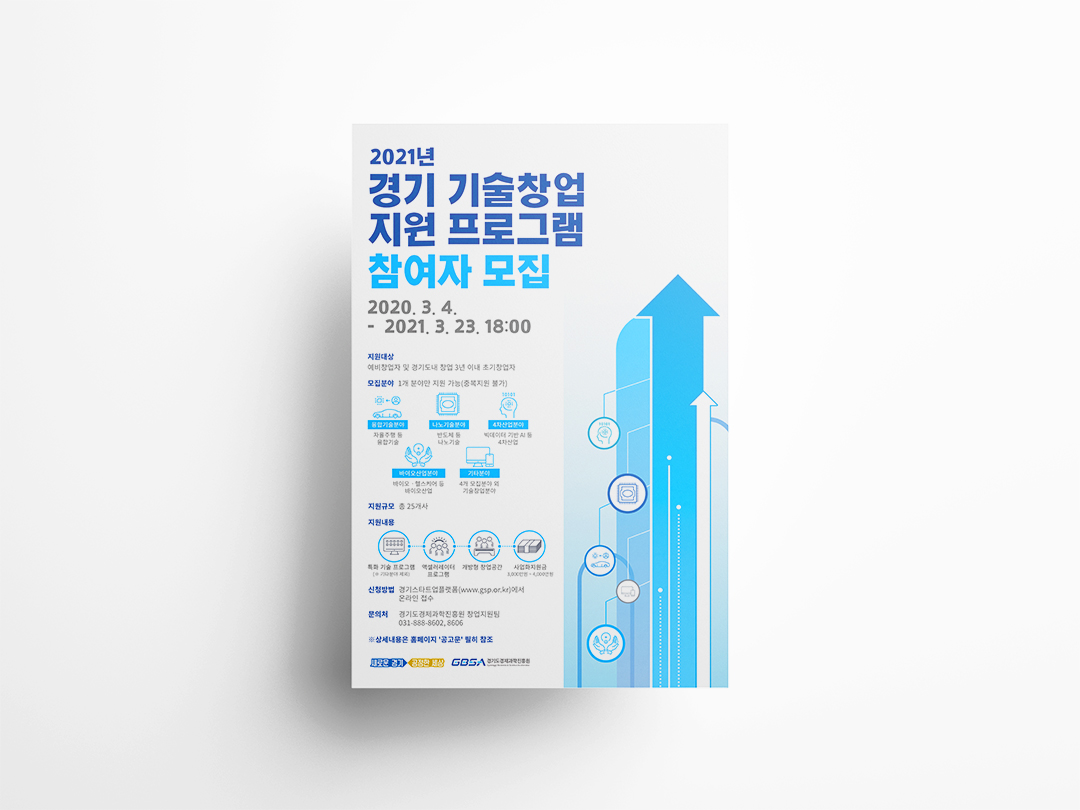 2021년
경기 기술창업
지원 프로그램
참여자 모집
2020. 3. 4.
- 2021. 3. 23. 18:00
지원대상
예비창업자 및 경기도내 창업 3년 이내 초기창업자
모집분야 1개 분야만 지원 가능(중복지원 불가)
융합기술분야
자율주행 등
융합기술
나노기술분야
반도체 등
나노기술
10101
4차산업분야
빅데이터 기반 AI 등
4차산업
바이오산업분야
바이오·헬스케어 등
바이오산업
기타분야
4개 모집분야 외
기술창업분야
지원규모 총 25개사
지원내용
특화 기술 프로그램
(※기타분야 제외)
액셀러레이터
프로그램
개방형 창업공간
사업화지원금
신청방법 경기스타트업플랫폼(www.gsp.or.kr)에서
온라인 접수
문의처 경기도경제과학진흥원 창업지원팀
031-888-8602, 8606
※상세내용은 홈페이지 '공고문' 필히 참조
새로운 경기 공정한 세상
GBSA 경기도경제과학진흥원
10101